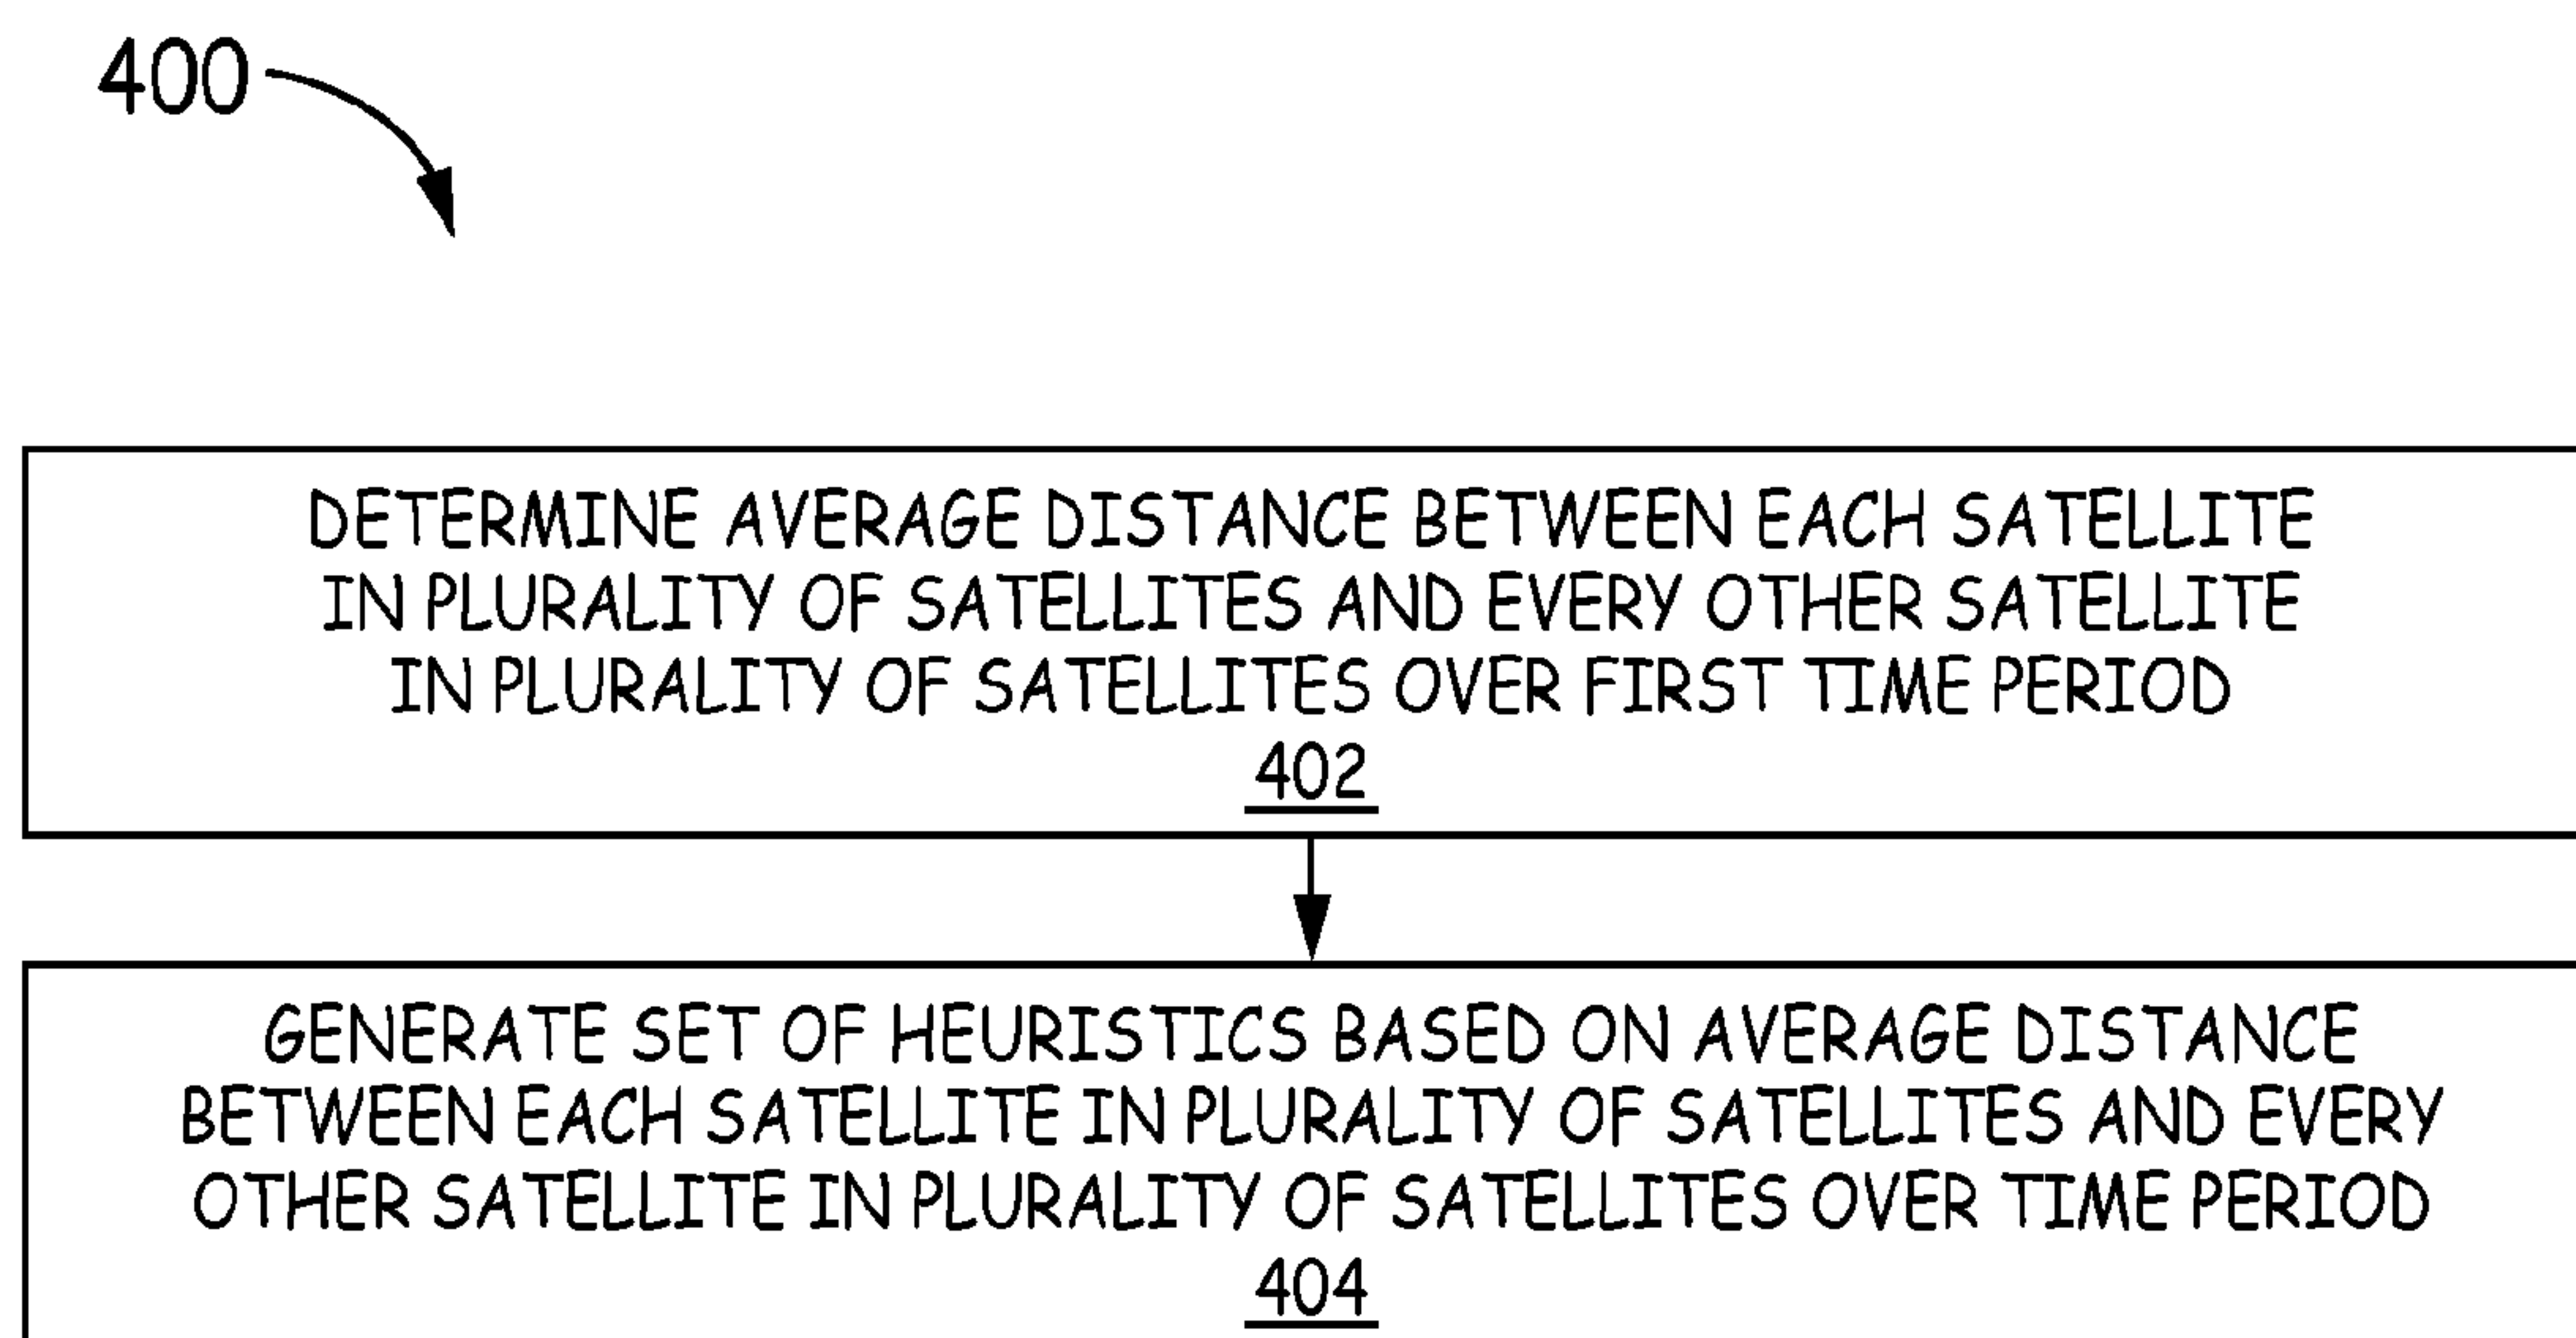 400
DETERMINE AVERAGE DISTANCE BETWEEN EACH SATELLITE
IN PLURALITY OF SATELLITES AND EVERY OTHER SATELLITE
IN PLURALITY OF SATELLITES OVER FIRST TIME PERIOD
402
GENERATE SET OF HEURISTICS BASED ON AVERAGE DISTANCE
BETWEEN EACH SATELLITE IN PLURALITY OF SATELLITES AND EVERY
OTHER SATELLITE IN PLURALITY OF SATELLITES OVER TIME PERIOD
404